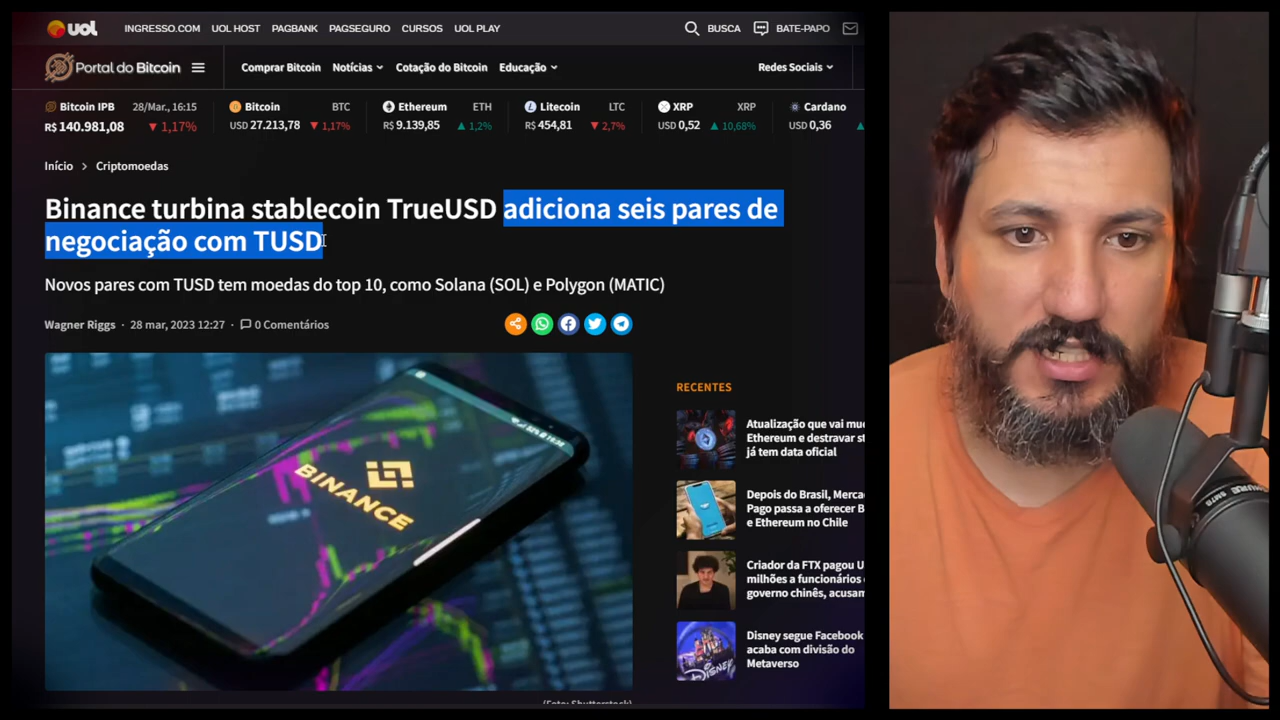 uol INGRESSO.COM UOL HOST PAGBANK PAGSEGURO CURSOS UOL PLAY BUSCA BATE-PAPO
Portal do Bitcoin Comprar Bitcoin Notícias Cotação do Bitcoin Educação Redes Sociais
Bitcoin IPB 28/Mar., 16:15 Bitcoin BTC Ethereum ETH Litecoin LTC XRP XRP Cardano
R$ 140.981,08 ▼ 1,17% USD 27.213,78 ▼ 1,17% R$ 9.139,85 ▲ 1,2% R$ 454,81 ▼ 2,7% USD 0,52 ▲ 10,68% USD 0,36 ▲
Início > Criptomoedas
Binance turbina stablecoin TrueUSD adiciona seis pares de
negociação com TUSD
Novos pares com TUSD tem moedas do top 10, como Solana (SOL) e Polygon (MATIC)
Wagner Riggs · 28 mar, 2023 12:27 · 0 Comentários
BINANCE
RECENTES
Atualização que vai
Ethereum e destravar
já tem data oficial
Depois do Brasil,
Pago passa a oferecer
e Ethereum no Chile
Criador da FTX pagou
milhões a funcionários
governo chinês,
Disney segue Facebook
acaba com divisão do
Metaverso
DISNEY
(Foto: Shutterstock)